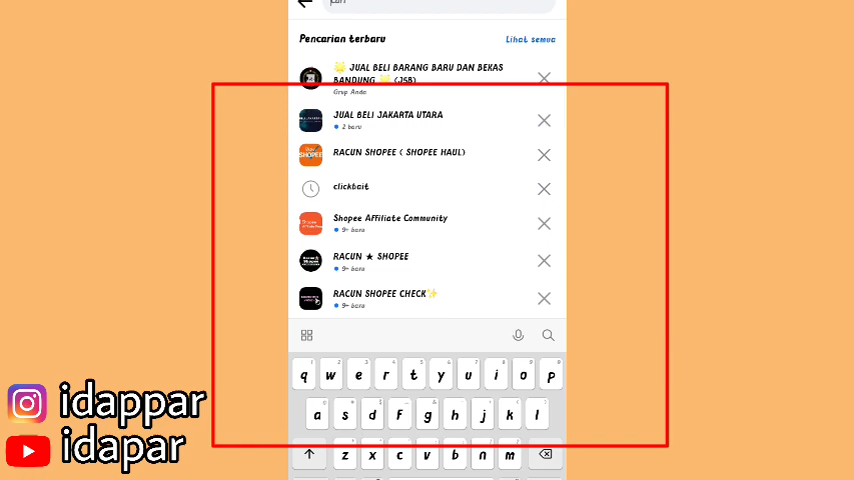 Pencarian terbaru
Lihat semua
🌟 JUAL BELI BARANG BARU DAN BEKAS
BANDUNG 🌟 (JSB)
Grup Anda
JUAL BELI JAKARTA UTARA
2 baru
RACUN SHOPEE ( SHOPEE HAUL)
clickbait
Shopee Affiliate Community
9+ baru
RACUN ★ SHOPEE
9+ baru
RACUN SHOPEE CHECK✨
9+ baru
q w e r t y u i o p
a s d f g h j k l
z x c v b n m
idappar
idapar